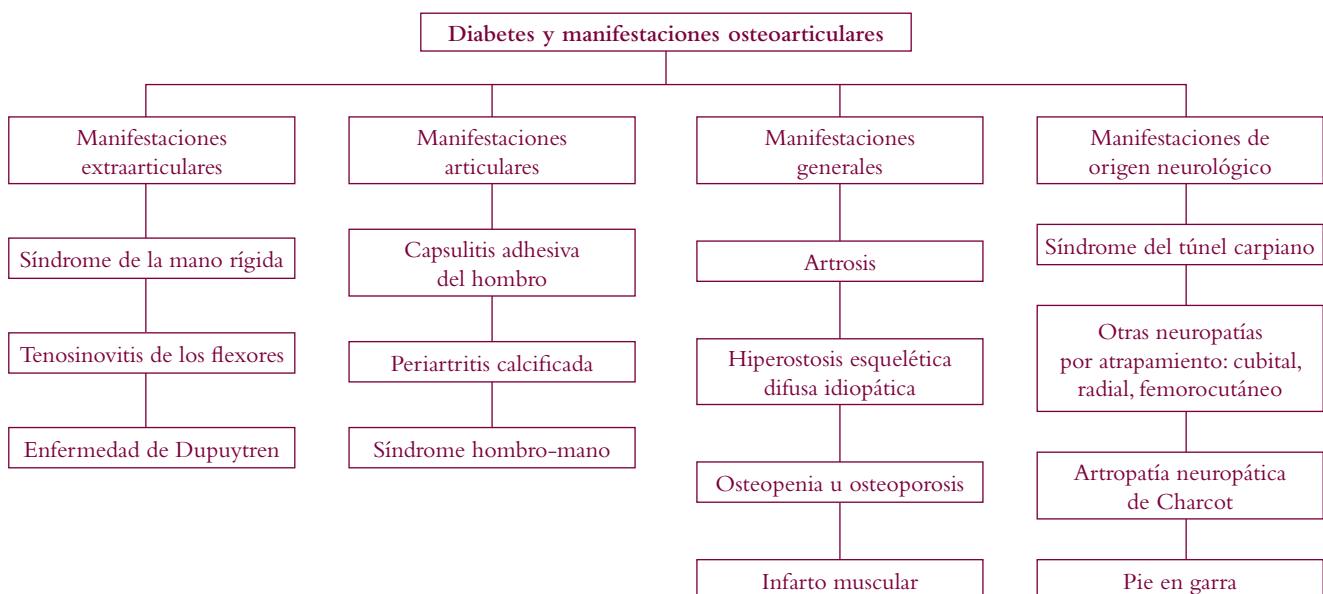 Diabetes y manifestaciones osteoarticulares
Manifestaciones
extraarticulares
Síndrome de la mano rígida
Tenosinovitis de los flexores
Enfermedad de Dupuytren
Manifestaciones
articulares
Capsulitis adhesiva
del hombro
Periartritis calcificada
Síndrome hombro-mano
Manifestaciones
generales
Artrosis
Hiperostosis esquelética
difusa idiopática
Osteopenia u osteoporosis
Infarto muscular
Manifestaciones de
origen neurológico
Síndrome del túnel carpiano
Otras neuropatías
por atrapamiento: cubital,
radial, femorocutáneo
Artropatía neuropática
de Charcot
Pie en garra